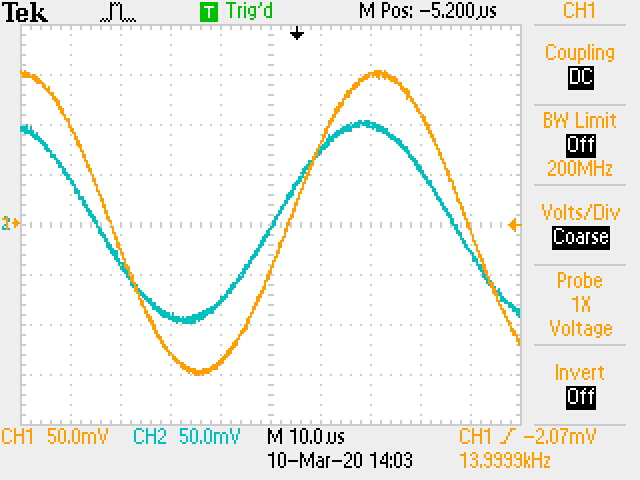 Tek T Trig'd M Pos: -5.200µs CH1
Coupling
DC
BW Limit
Off
200MHz
Volts/Div
Coarse
Probe
1X
Voltage
Invert
Off
2
CH1 50.0mV CH2 50.0mV M 10.0µs CH1 -2.07mV
10-Mar-20 14:03 13.9999kHz